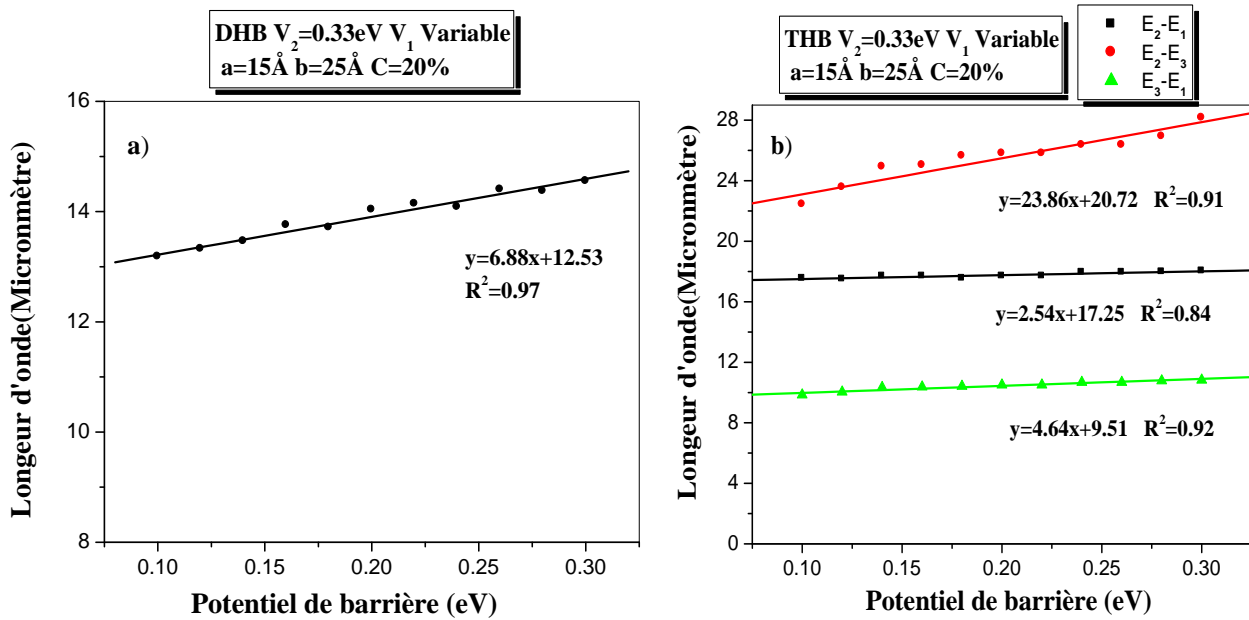 DHB V₂=0.33eV V₁ Variable
a=15Å b=25Å C=20%
a)
16
14
12
10
8
Longeur d'onde(Micronmètre)
y=6.88x+12.53
R²=0.97
0.10 0.15 0.20 0.25 0.30
Potentiel de barrière (eV)
THB V₂=0.33eV V₁ Variable
a=15Å b=25Å C=20%
E₂-E₁
E₂-E₃
E₃-E₁
b)
28
24
20
16
12
8
4
0
Longeur d'onde(Micronmètre)
y=23.86x+20.72 R²=0.91
y=2.54x+17.25 R²=0.84
y=4.64x+9.51 R²=0.92
0.10 0.15 0.20 0.25 0.30
Potentiel de barrière (eV)